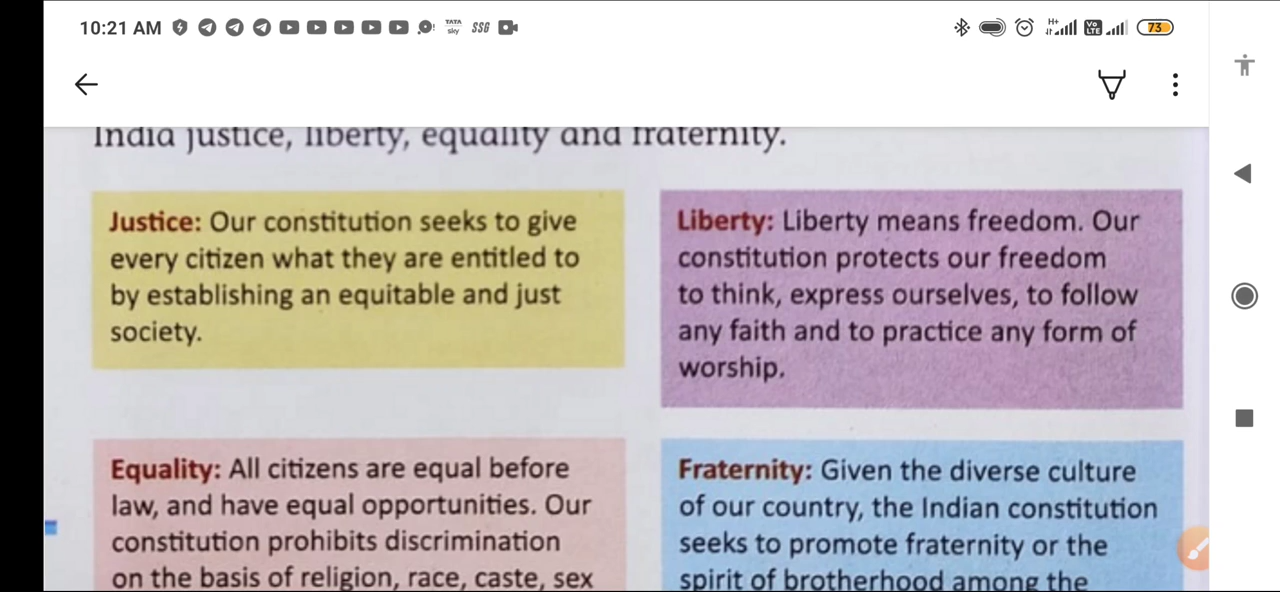 10:21 AM TATA sky SSG H+ Vo LTE 73
India justice, liberty, equality and fraternity.
Justice: Our constitution seeks to give
every citizen what they are entitled to
by establishing an equitable and just
society.
Liberty: Liberty means freedom. Our
constitution protects our freedom
to think, express ourselves, to follow
any faith and to practice any form of
worship.
Equality: All citizens are equal before
law, and have equal opportunities. Our
constitution prohibits discrimination
on the basis of religion, race, caste, sex
Fraternity: Given the diverse culture
of our country, the Indian constitution
seeks to promote fraternity or the
spirit of brotherhood among the